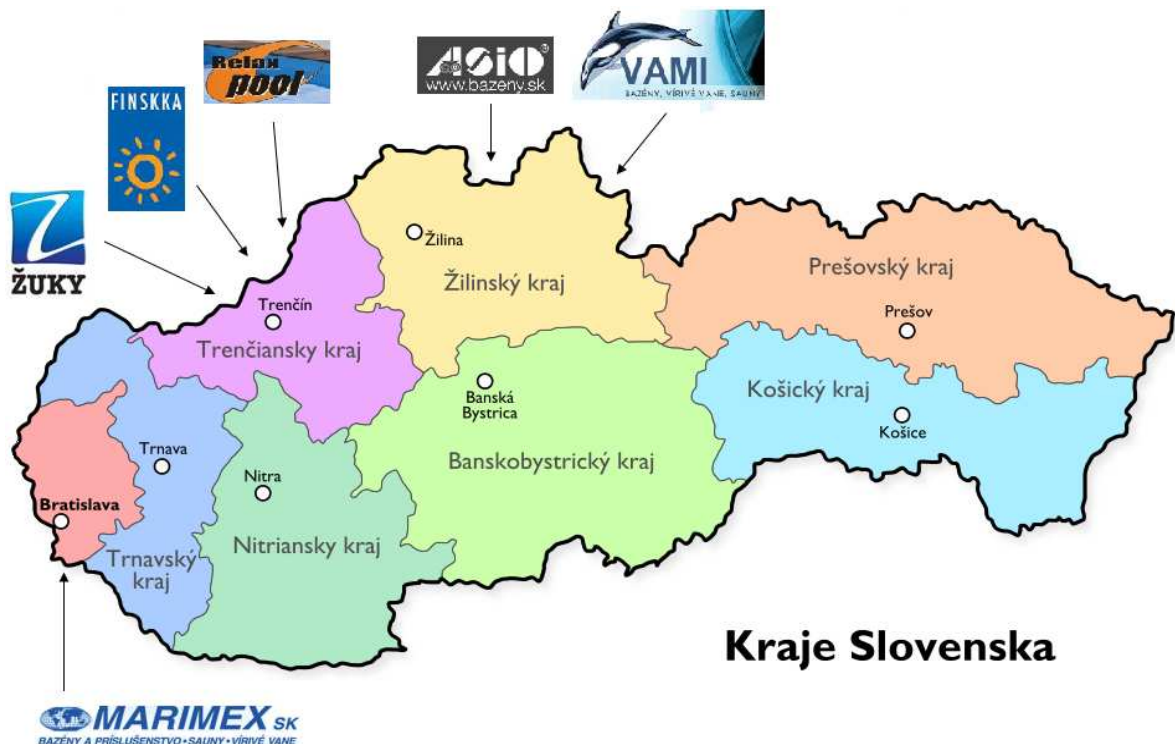 Relax
pool
ASIO®
www.bazeny.sk
VAMI
BAZÉNY, VÍRIVÉ VANE, SAUNY
FINSKKA
ŽUKY
Žilina
Žilinský kraj
Prešovský kraj
Prešov
Trenčín
Trenčiansky kraj
Banská
Bystrica
Košický kraj
Košice
Trnava
Nitra
Banskobystrický kraj
Bratislava
Trnavský
kraj
Nitriansky kraj
Kraje Slovenska
MARIMEX SK
BAZÉNY A PRÍSLUŠENSTVO•SAUNY•VÍRIVÉ VANE